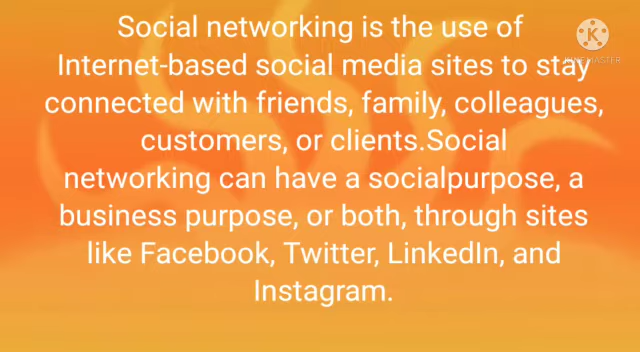 Social networking is the use of
Internet-based social media sites to stay
connected with friends, family, colleagues,
customers, or clients.Social
networking can have a socialpurpose, a
business purpose, or both, through sites
like Facebook, Twitter, LinkedIn, and
Instagram.
K
KINEMASTER